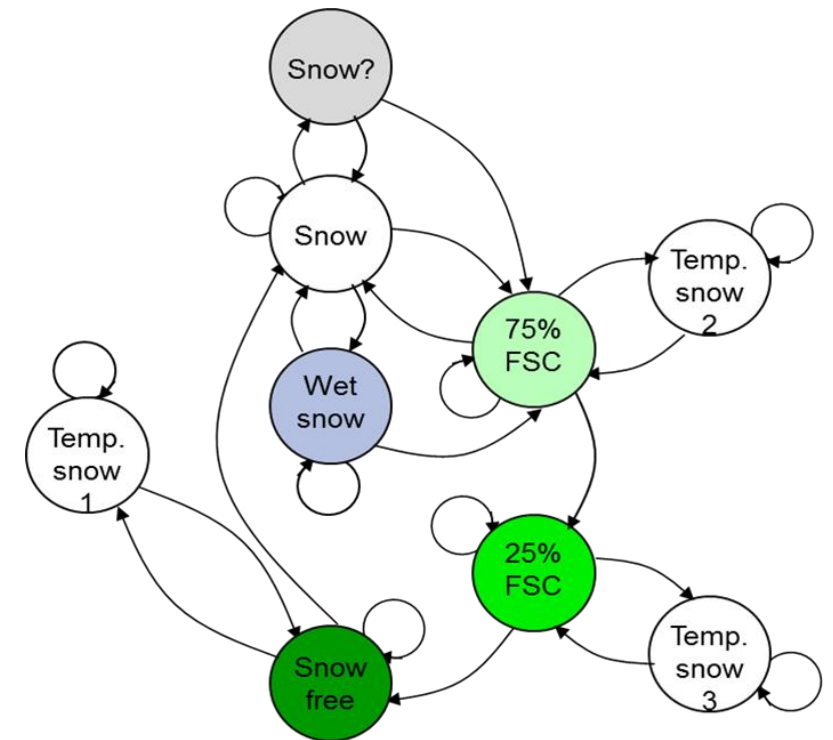 Snow?
Snow
Temp.
snow
2
75%
FSC
Wet
snow
Temp.
snow
1
25%
FSC
Temp.
snow
3
Snow
free